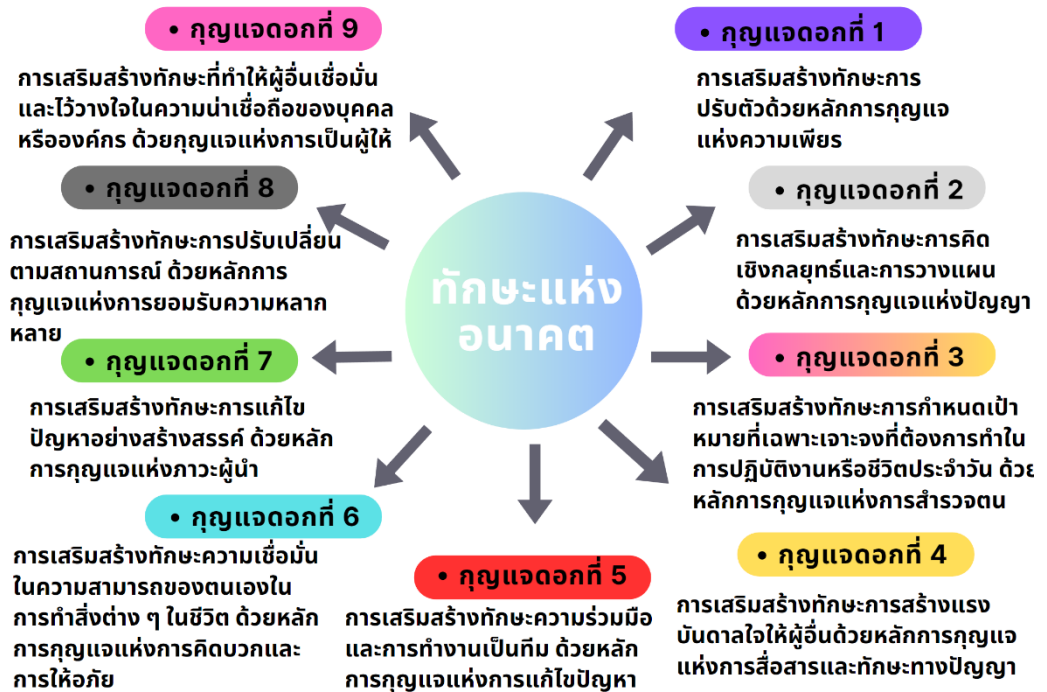 ทักษะแห่ง
อนาคต
• กุญแจดอกที่ 1
การเสริมสร้างทักษะการ
ปรับตัวด้วยหลักการกุญแจ
แห่งความเพียร
• กุญแจดอกที่ 2
การเสริมสร้างทักษะการคิด
เชิงกลยุทธ์และการวางแผน
ด้วยหลักการกุญแจแห่งปัญญา
• กุญแจดอกที่ 3
การเสริมสร้างทักษะการกำหนดเป้า
หมายที่เฉพาะเจาะจงที่ต้องการทำใน
การปฏิบัติงานหรือชีวิตประจำวัน ด้วย
หลักการกุญแจแห่งการสำรวจตน
• กุญแจดอกที่ 4
การเสริมสร้างทักษะการสร้างแรง
บันดาลใจให้ผู้อื่นด้วยหลักการกุญแจ
แห่งการสื่อสารและทักษะทางปัญญา
• กุญแจดอกที่ 5
การเสริมสร้างทักษะความร่วมมือ
และการทำงานเป็นทีม ด้วยหลัก
การกุญแจแห่งการแก้ไขปัญหา
• กุญแจดอกที่ 6
การเสริมสร้างทักษะความเชื่อมั่น
ในความสามารถของตนเองใน
การทำสิ่งต่าง ๆ ในชีวิต ด้วยหลัก
การกุญแจแห่งการคิดบวกและ
การให้อภัย
• กุญแจดอกที่ 7
การเสริมสร้างทักษะการแก้ไข
ปัญหาอย่างสร้างสรรค์ ด้วยหลัก
การกุญแจแห่งภาวะผู้นำ
• กุญแจดอกที่ 8
การเสริมสร้างทักษะการปรับเปลี่ยน
ตามสถานการณ์ ด้วยหลักการ
กุญแจแห่งการยอมรับความหลาก
หลาย
• กุญแจดอกที่ 9
การเสริมสร้างทักษะที่ทำให้ผู้อื่นเชื่อมั่น
และไว้วางใจในความน่าเชื่อถือของบุคคล
หรือองค์กร ด้วยกุญแจแห่งการเป็นผู้ให้